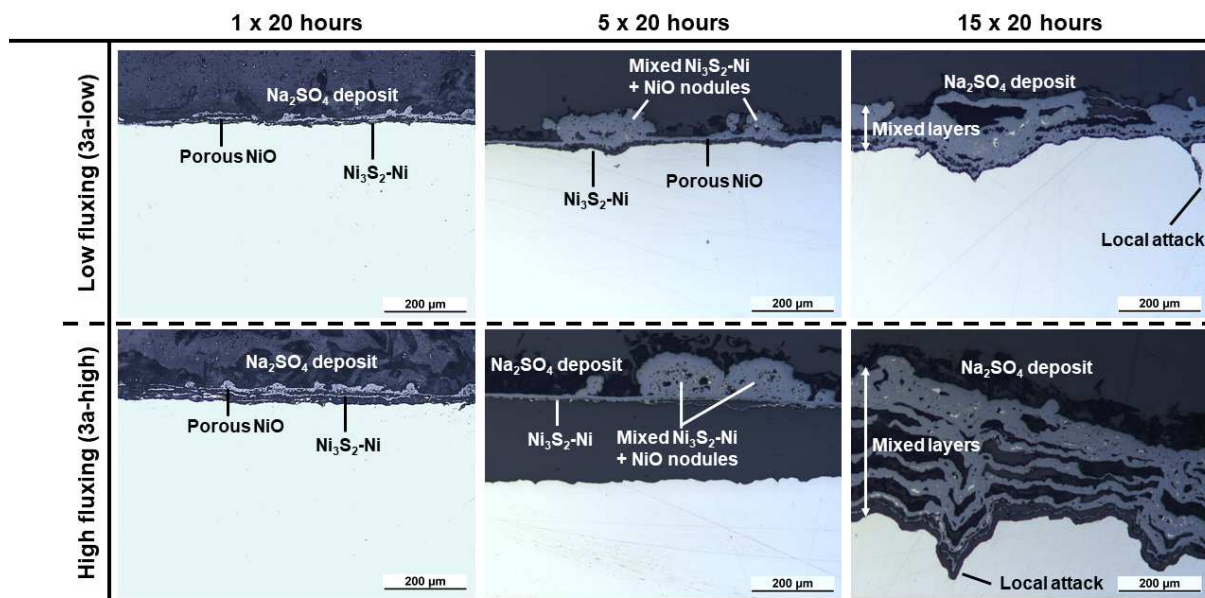 1 x 20 hours
5 x 20 hours
15 x 20 hours
Low fluxing (3a-low)
Na₂SO₄ deposit
Porous NiO
Ni₃S₂-Ni
200 µm
Mixed Ni₃S₂-Ni
+ NiO nodules
Ni₃S₂-Ni
Porous NiO
200 µm
Na₂SO₄ deposit
Mixed layers
Local attack
200 µm
High fluxing (3a-high)
Na₂SO₄ deposit
Porous NiO
Ni₃S₂-Ni
200 µm
Na₂SO₄ deposit
Ni₃S₂-Ni
Mixed Ni₃S₂-Ni
+ NiO nodules
200 µm
Na₂SO₄ deposit
Mixed layers
Local attack
200 µm